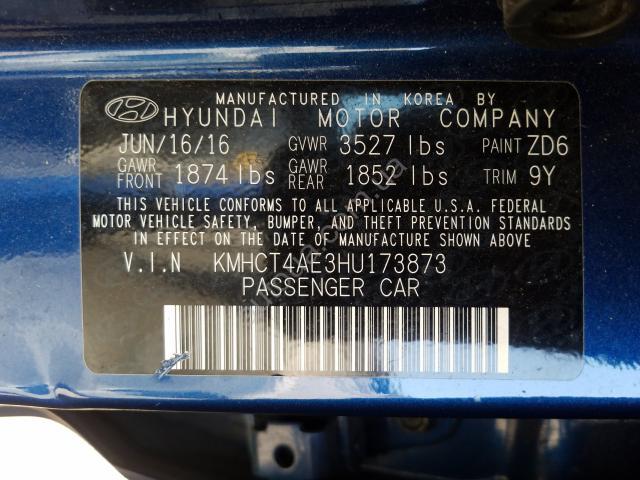 MANUFACTURED IN KOREA BY
HYUNDAI MOTOR COMPANY
JUN/16/16 GVWR 3527 lbs PAINT ZD6
GAWR FRONT 1874 lbs GAWR REAR 1852 lbs TRIM 9Y
THIS VEHICLE CONFORMS TO ALL APPLICABLE U.S.A. FEDERAL
MOTOR VEHICLE SAFETY, BUMPER, AND THEFT PREVENTION STANDARDS
IN EFFECT ON THE DATE OF MANUFACTURE SHOWN ABOVE
V.I.N KMHCT4AE3HU173873
PASSENGER CAR